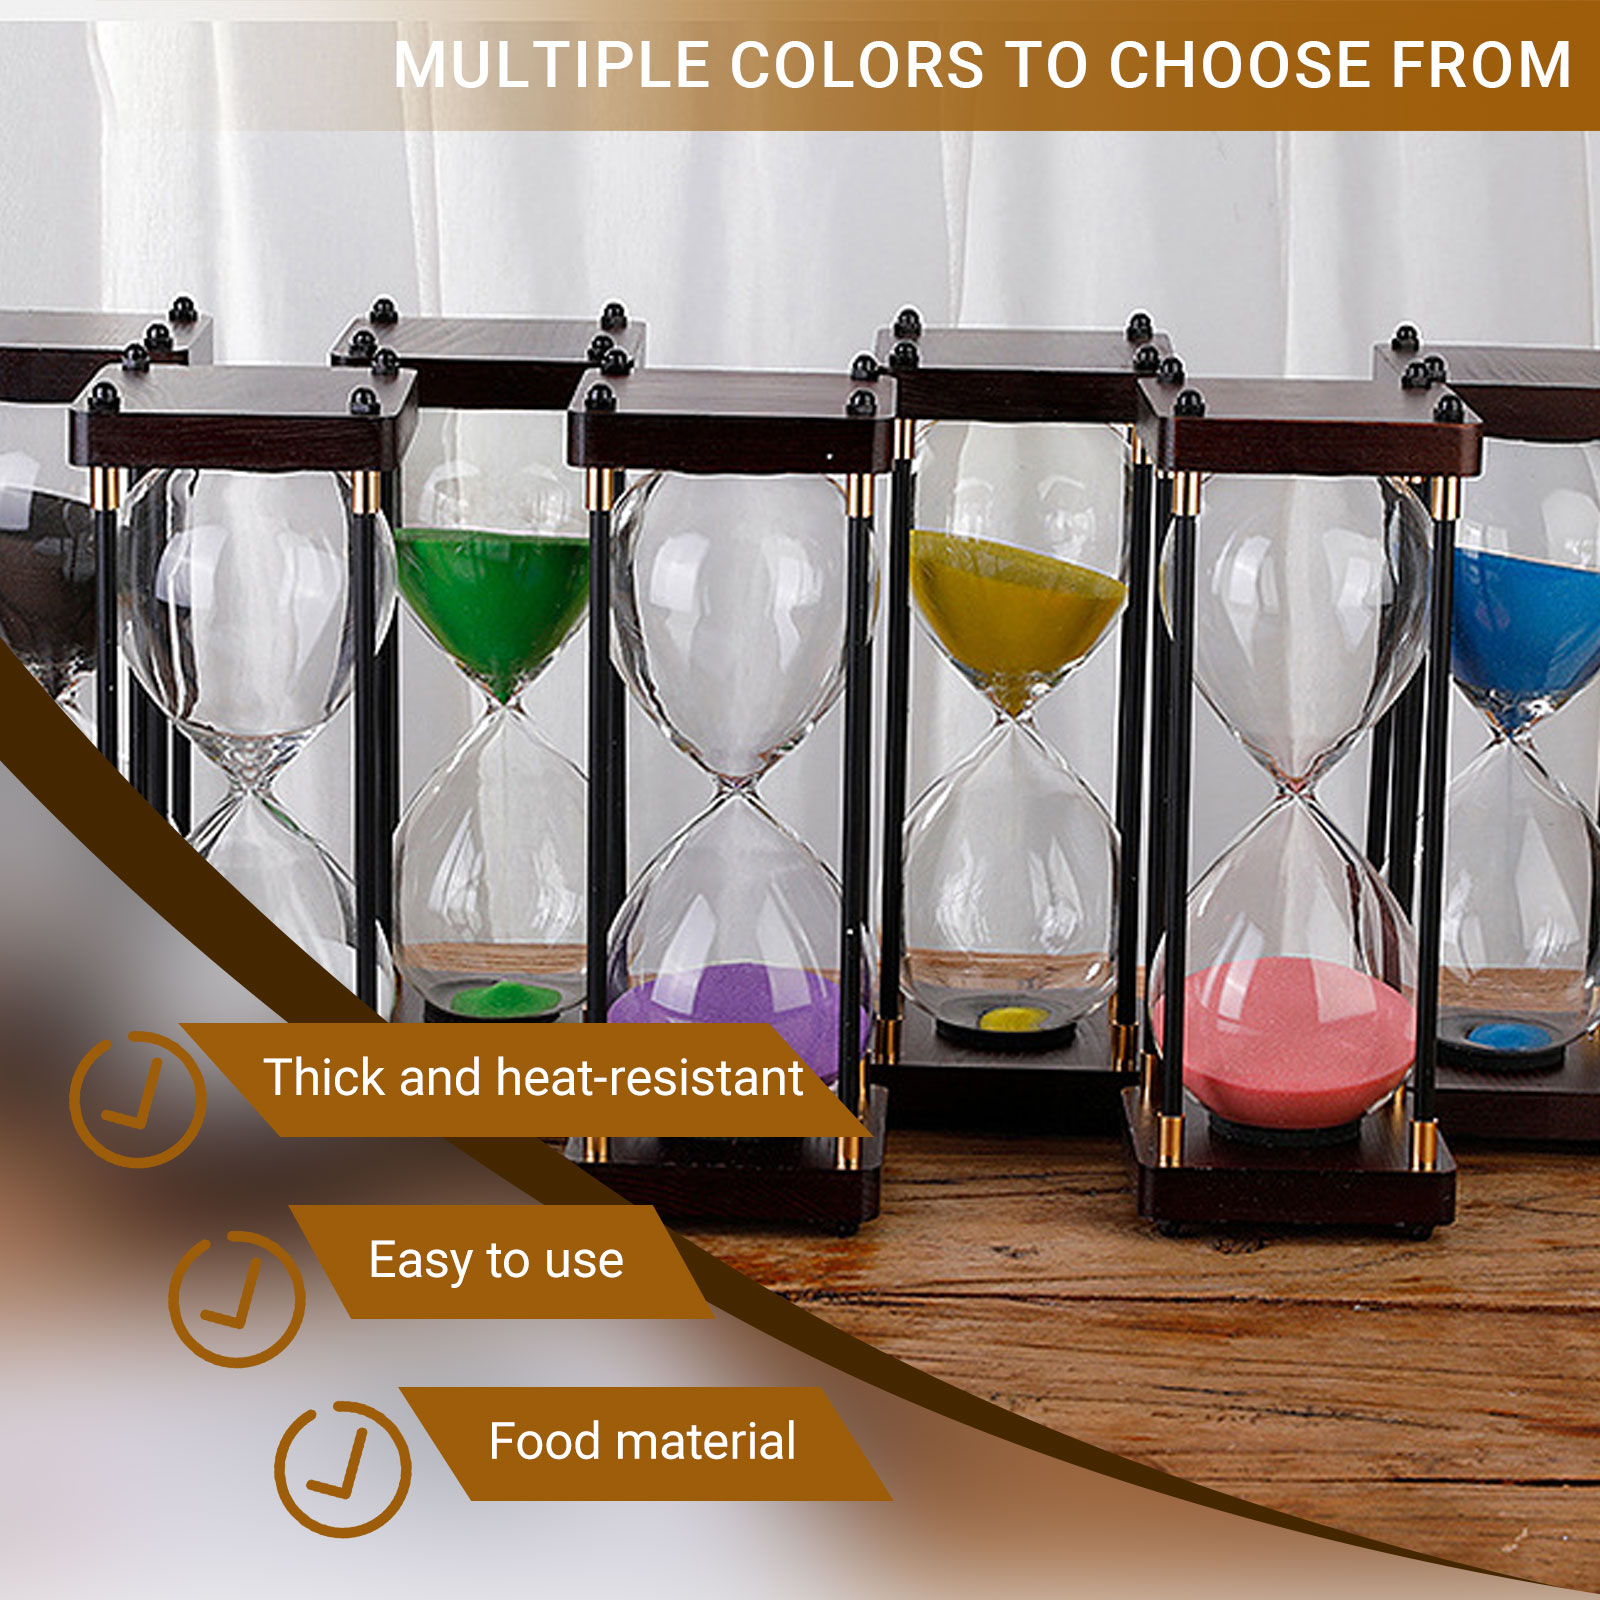 MULTIPLE COLORS TO CHOOSE FROM
Thick and heat-resistant
Easy to use
Food material